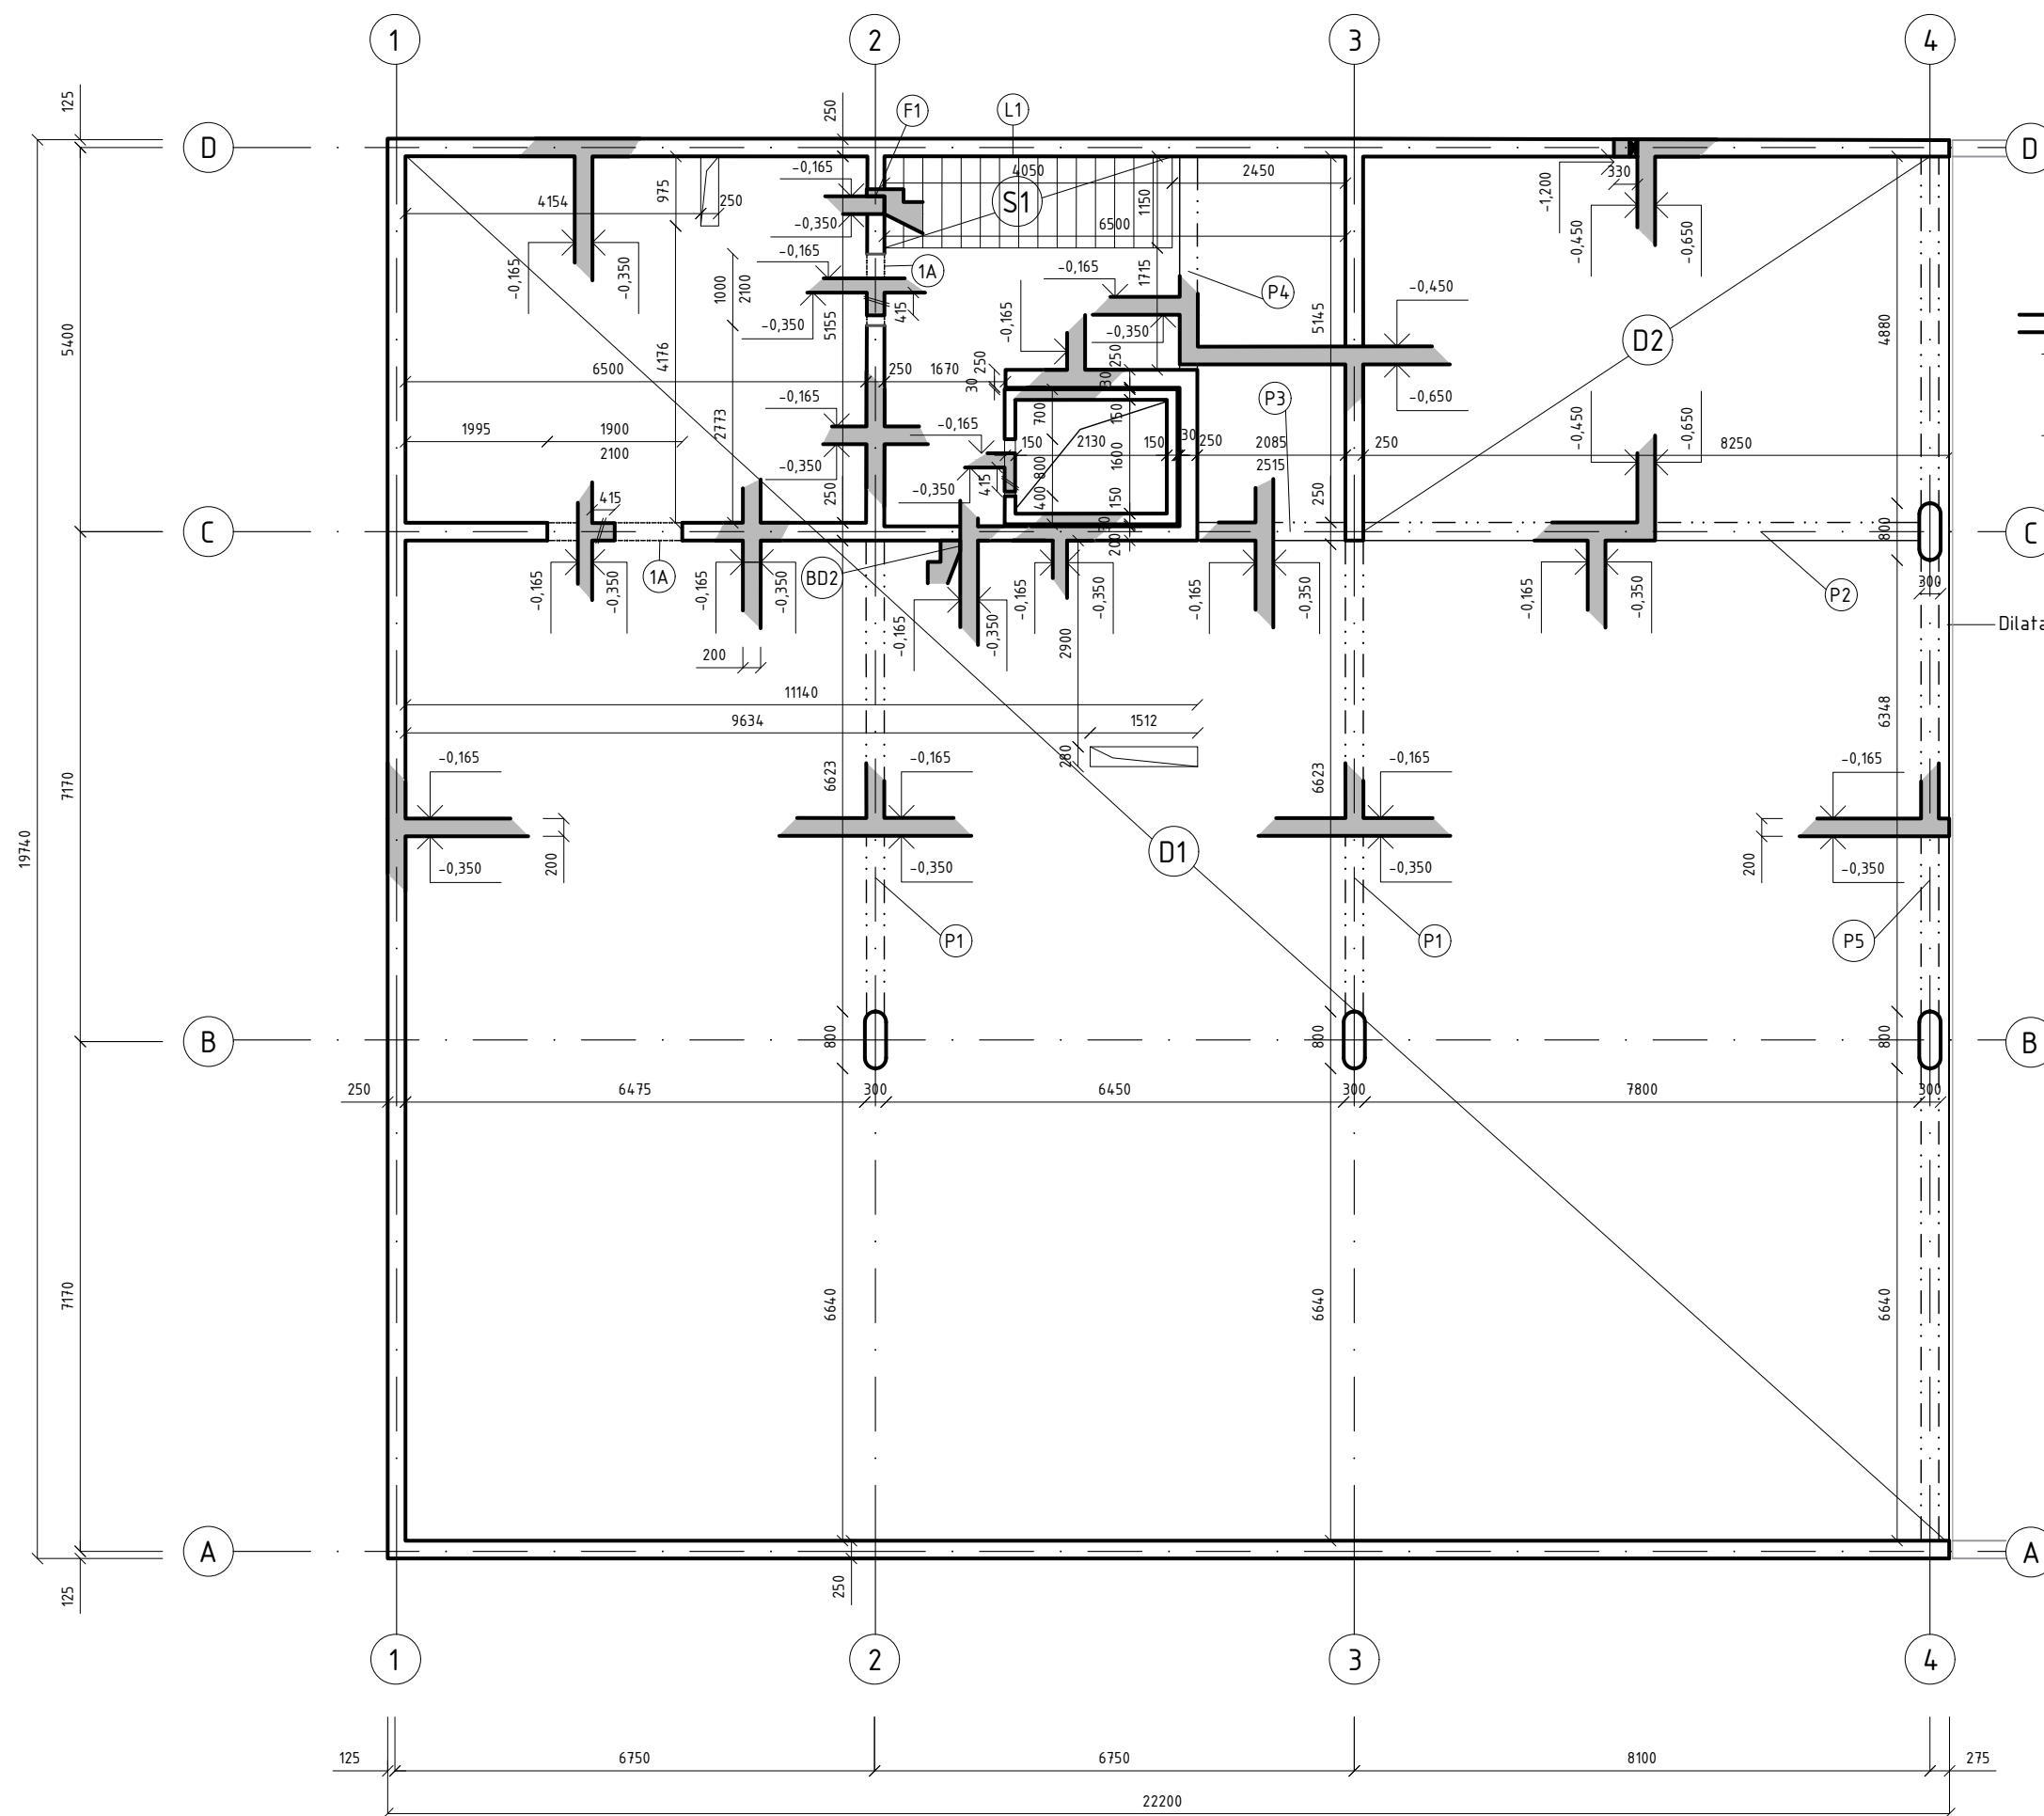 1 2 3 4
125 250 F1 L1
D D
-0,165 4050 2450 330
975 4154 250 S1 1150 -1,200
-0,350 6500 -0,450 -0,650
-0,165 -0,350 -0,165 1A 1715 -0,165 P4 -0,450
1000 2100 415 -0,165 -0,350 5145 D2 4880
5400 -0,350 5155 4176
6500 250 1670 250 30 250 30 P3 -0,650
-0,165 2773 -0,165 700 150 -0,450 -0,650
1995 1900 150 2130 150 30 250 2085 250 8250
2100 -0,350 1600 2515
-0,350 415 800
415 250 400 150 250 800
C C
30 200
-0,165 -0,350 1A -0,165 -0,350 BD2 -0,165 -0,350 -0,165 -0,350 -0,165 -0,350 300 P2
-0,165 -0,350
Dilata
200 2900
11140
9634 1512 6348
280
-0,165 -0,165 -0,165 -0,165
7170 6623 6623
19740
200 D1 200
-0,350 -0,350 -0,350 -0,350
P1 P1 P5
B 800 800 800 B
250 6475 300 6450 300 7800 300
7170 6640 6640 6640
A A
125 250
1 2 3 4
125 6750 6750 8100 275
22200